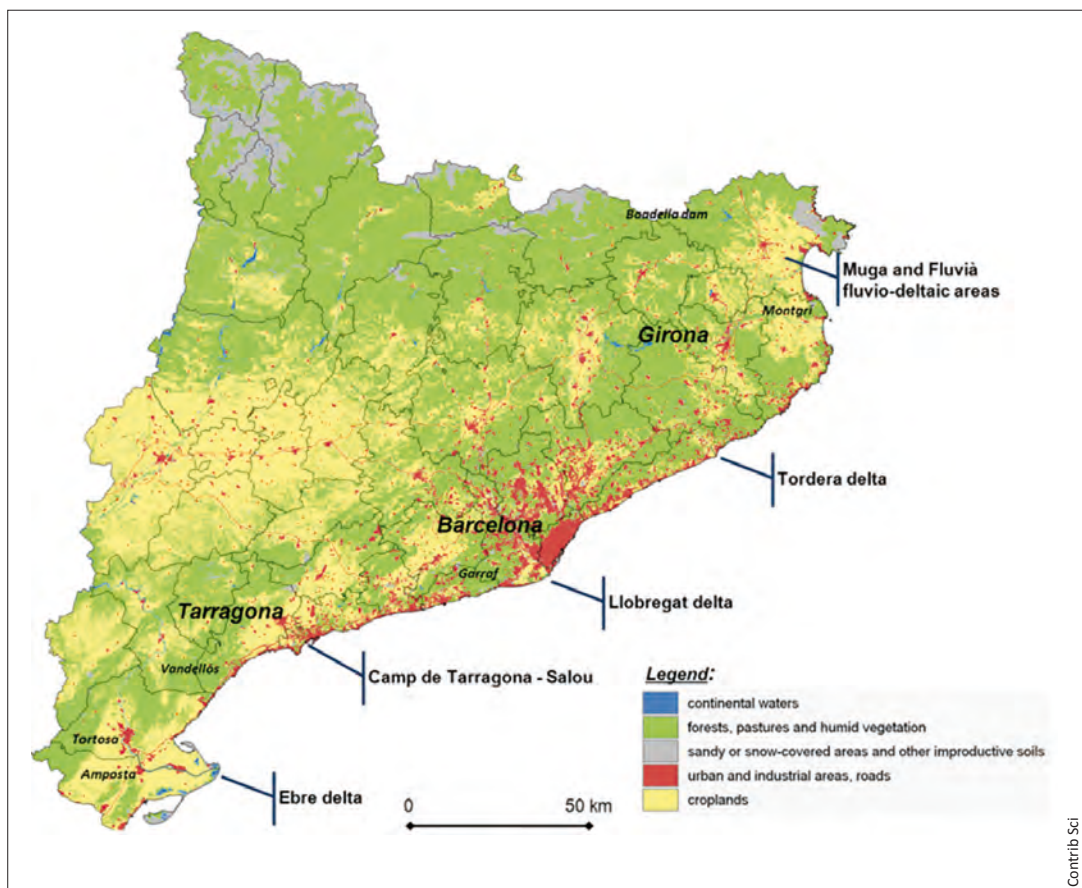 Boadella dam
Muga and Fluvià
fluvio-deltaic areas
Montgrí
Girona
Tordera delta
Barcelona
Garraf
Llobregat delta
Tarragona
Vandellòs
Camp de Tarragona - Salou
Tortosa
Amposta
Ebre delta
0 50 km
Legend:
continental waters
forests, pastures and humid vegetation
sandy or snow-covered areas and other improductive soils
urban and industrial areas, roads
croplands
Contrib Sci